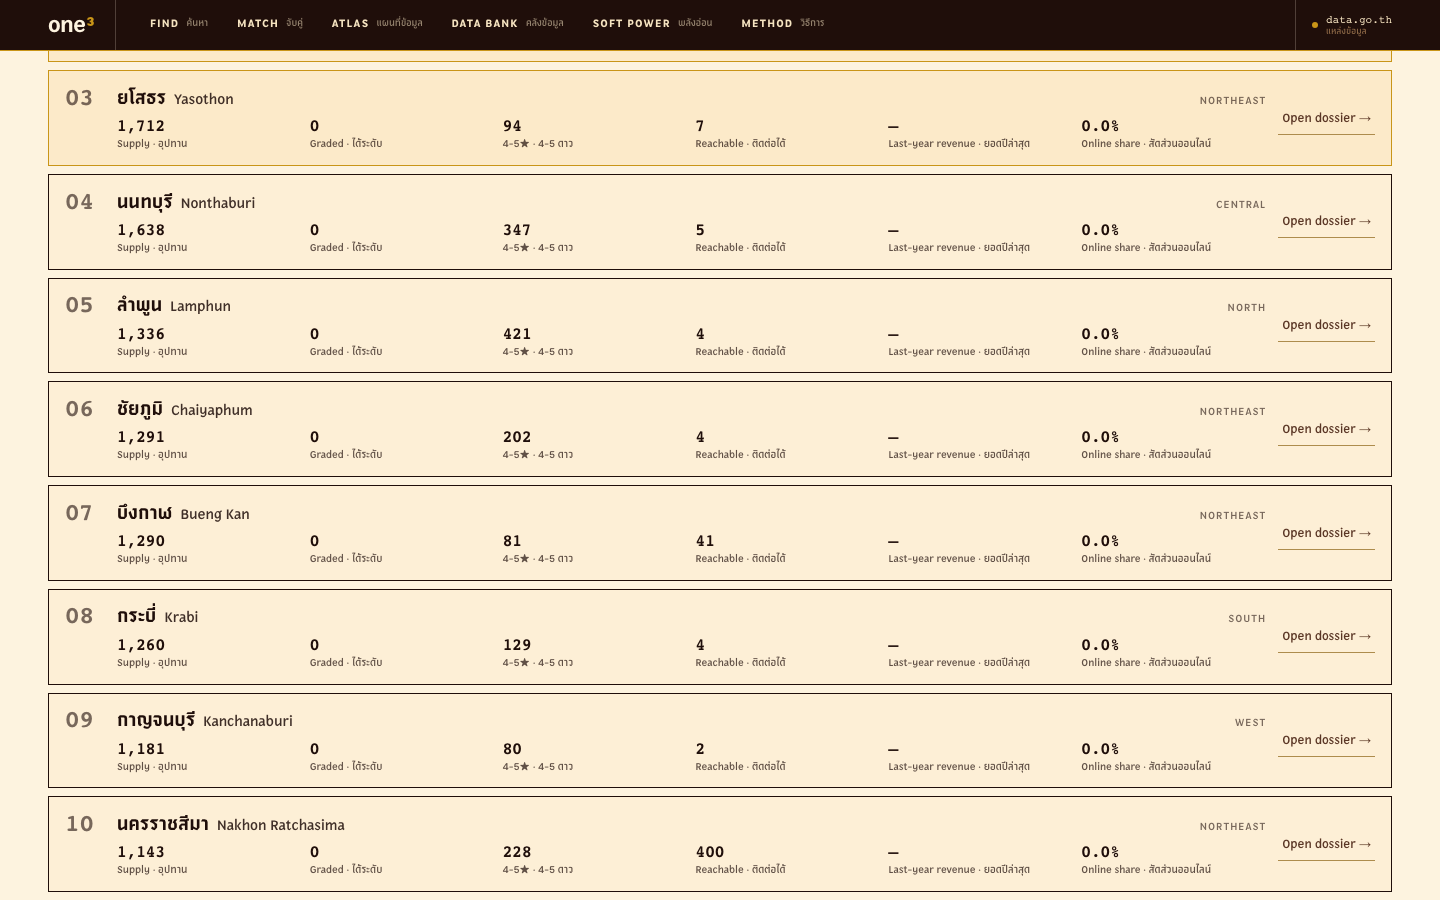 one³ FIND ค้นหา MATCH จับคู่ ATLAS แผนที่ข้อมูล DATA BANK คลังข้อมูล SOFT POWER พลังอ่อน METHOD วิธีการ data.go.th
แหล่งข้อมูล
03 ยโสธร Yasothon NORTHEAST
Open dossier →
1,712 0 94 7 — 0.0%
Supply · อุปทาน Graded · ได้ระดับ 4-5★ · 4-5 ดาว Reachable · ติดต่อได้ Last-year revenue · ยอดปีล่าสุด Online share · สัดส่วนออนไลน์
04 นนทบุรี Nonthaburi CENTRAL
Open dossier →
1,638 0 347 5 — 0.0%
Supply · อุปทาน Graded · ได้ระดับ 4-5★ · 4-5 ดาว Reachable · ติดต่อได้ Last-year revenue · ยอดปีล่าสุด Online share · สัดส่วนออนไลน์
05 ลำพูน Lamphun NORTH
Open dossier →
1,336 0 421 4 — 0.0%
Supply · อุปทาน Graded · ได้ระดับ 4-5★ · 4-5 ดาว Reachable · ติดต่อได้ Last-year revenue · ยอดปีล่าสุด Online share · สัดส่วนออนไลน์
06 ชัยภูมิ Chaiyaphum NORTHEAST
Open dossier →
1,291 0 202 4 — 0.0%
Supply · อุปทาน Graded · ได้ระดับ 4-5★ · 4-5 ดาว Reachable · ติดต่อได้ Last-year revenue · ยอดปีล่าสุด Online share · สัดส่วนออนไลน์
07 บึงกาฬ Bueng Kan NORTHEAST
Open dossier →
1,290 0 81 41 — 0.0%
Supply · อุปทาน Graded · ได้ระดับ 4-5★ · 4-5 ดาว Reachable · ติดต่อได้ Last-year revenue · ยอดปีล่าสุด Online share · สัดส่วนออนไลน์
08 กระบี่ Krabi SOUTH
Open dossier →
1,260 0 129 4 — 0.0%
Supply · อุปทาน Graded · ได้ระดับ 4-5★ · 4-5 ดาว Reachable · ติดต่อได้ Last-year revenue · ยอดปีล่าสุด Online share · สัดส่วนออนไลน์
09 กาญจนบุรี Kanchanaburi WEST
Open dossier →
1,181 0 80 2 — 0.0%
Supply · อุปทาน Graded · ได้ระดับ 4-5★ · 4-5 ดาว Reachable · ติดต่อได้ Last-year revenue · ยอดปีล่าสุด Online share · สัดส่วนออนไลน์
10 นครราชสีมา Nakhon Ratchasima NORTHEAST
Open dossier →
1,143 0 228 400 — 0.0%
Supply · อุปทาน Graded · ได้ระดับ 4-5★ · 4-5 ดาว Reachable · ติดต่อได้ Last-year revenue · ยอดปีล่าสุด Online share · สัดส่วนออนไลน์